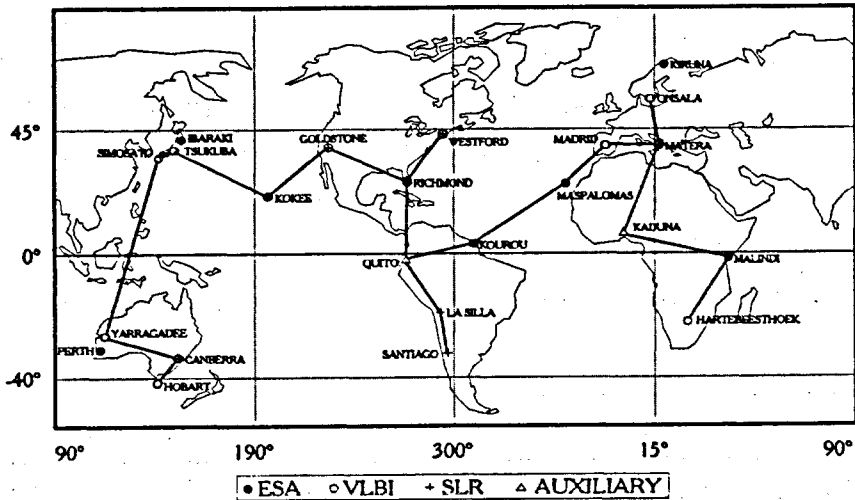 KIRUNA
ONSALA
45°
IBARAKI
TSUKUBA
SIMOSATO
GOLDSTONE
WESTFORD
MADRID
MATERA
RICHMOND
MASPALOMAS
KOKEE
KADUNA
KOUROU
0°
QUITO
MALINDI
LA SILLA
HARTEBEESTHOEK
YARRAGADEE
PERTH
CANBERRA
SANTIAGO
-40°
HOBART
90° 190° 300° 15° 90°
ESA VLBI SLR AUXILIARY